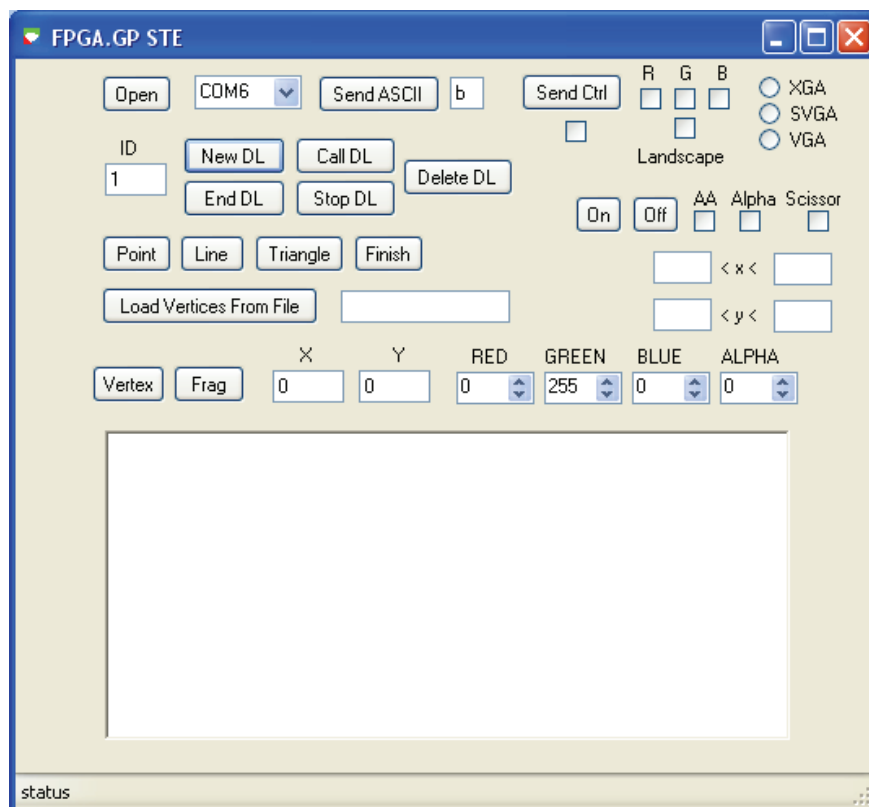 FPGA.GP STE
Open COM6 Send ASCII b Send Ctrl R G B XGA
SVGA
VGA
Landscape
ID New DL Call DL Delete DL
1 End DL Stop DL
On Off AA Alpha Scissor
Point Line Triangle Finish
< x <
Load Vertices From File
< y <
X Y RED GREEN BLUE ALPHA
Vertex Frag 0 0 0 255 0 0
status